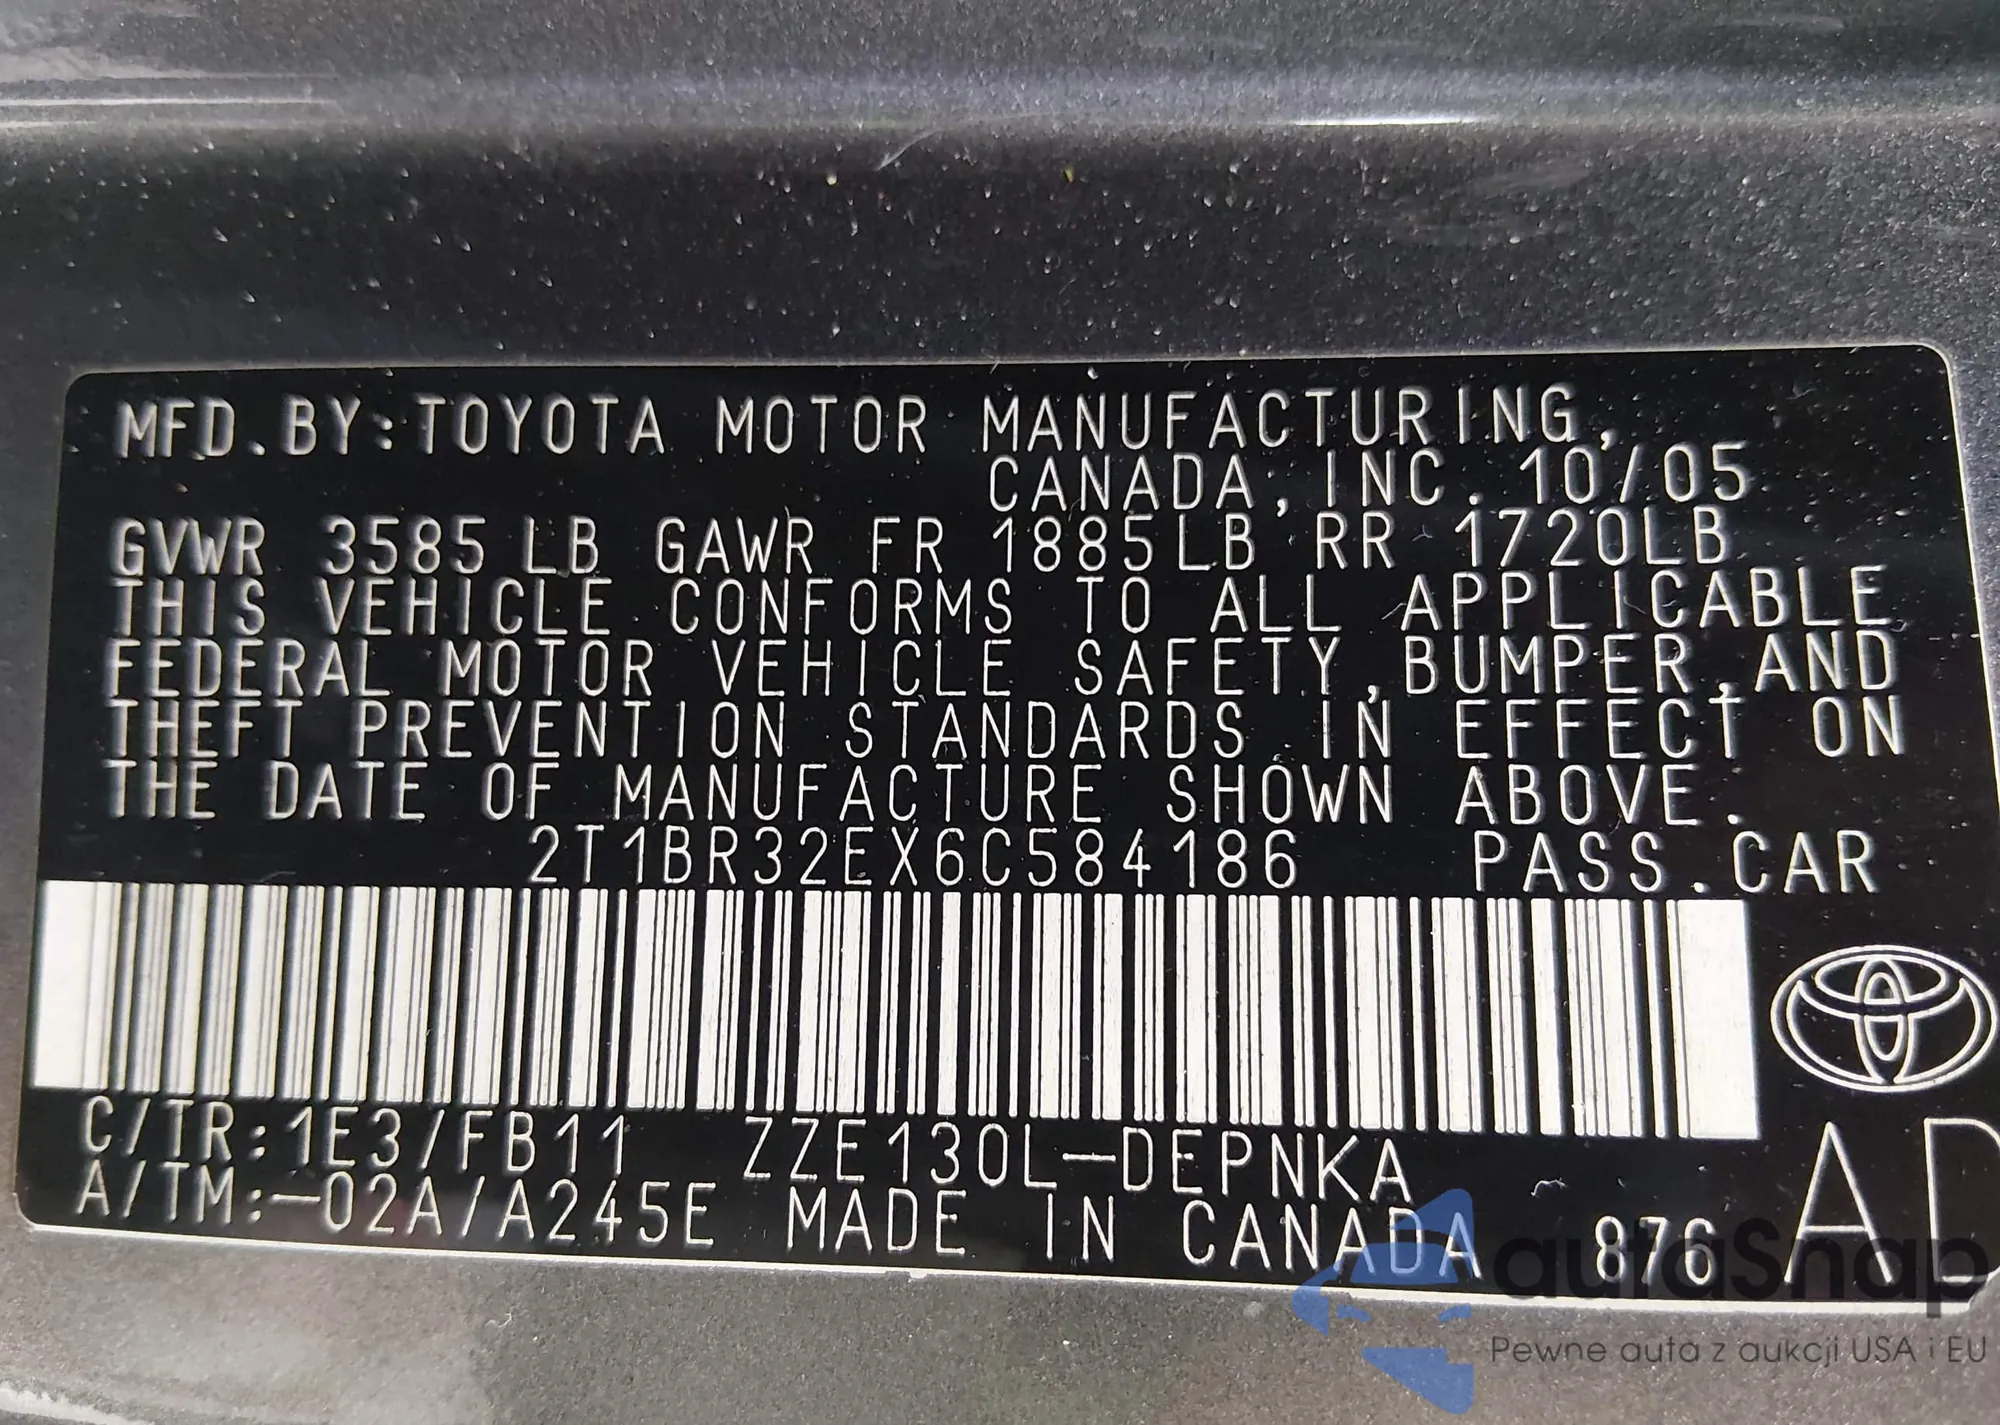 MFD.BY:TOYOTA MOTOR MANUFACTURING,
CANADA,INC. 10/05
GVWR 3585LB GAWR FR 1885LB RR 1720LB
THIS VEHICLE CONFORMS TO ALL APPLICABLE
FEDERAL MOTOR VEHICLE SAFETY,BUMPER,AND
THEFT PREVENTION STANDARDS IN EFFECT ON
THE DATE OF MANUFACTURE SHOWN ABOVE.
2T1BR32EX6C584186 PASS.CAR
C/TR:1E3/FB11 ZZE130L-DEPNKA
A/TM:-02A/A245E MADE IN CANADA 876 AD
autoSnap
Pewne auta z aukcji USA i EU